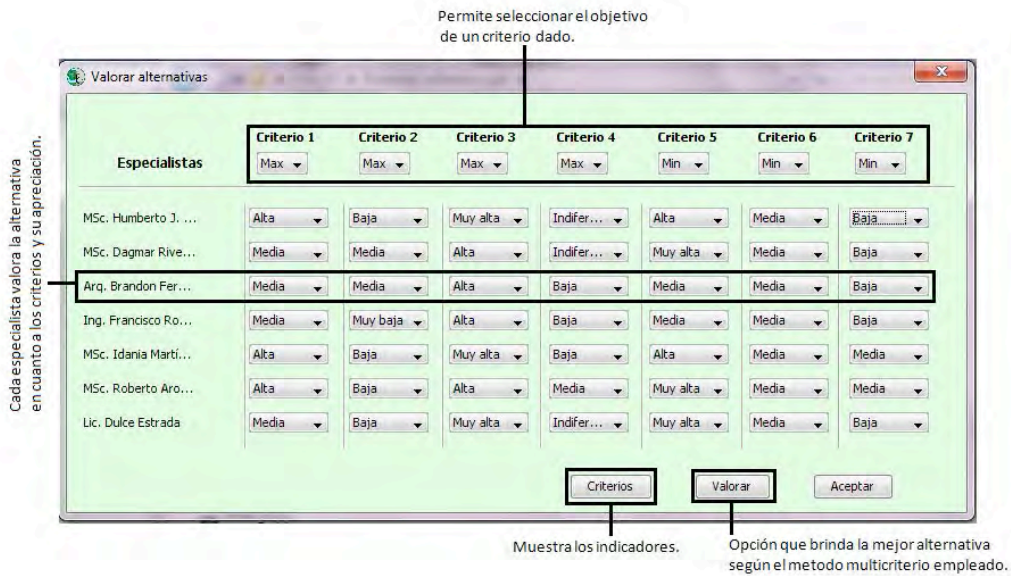 Permite seleccionar el objetivo
de un criterio dado.
Valorar alternativas
Cada especialista valora la alternativa
en cuanto a los criterios y su apreciación.
Especialistas
Criterio 1 Criterio 2 Criterio 3 Criterio 4 Criterio 5 Criterio 6 Criterio 7
Max Max Max Max Min Min Min
MSc. Humberto J. ... Alta Baja Muy alta Indifer... Alta Media Baja
MSc. Dagmar Rive... Media Media Alta Indifer... Muy alta Media Baja
Arq. Brandon Fer... Media Media Alta Baja Media Media Baja
Ing. Francisco Ro... Media Muy baja Alta Baja Media Media Baja
MSc. Idania Martí... Alta Baja Muy alta Baja Alta Media Media
MSc. Roberto Aro... Alta Baja Alta Media Muy alta Media Media
Lic. Dulce Estrada Media Baja Muy alta Indifer... Muy alta Media Baja
Criterios Valorar Aceptar
Muestra los indicadores.
Opción que brinda la mejor alternativa
según el metodo multicriterio empleado.